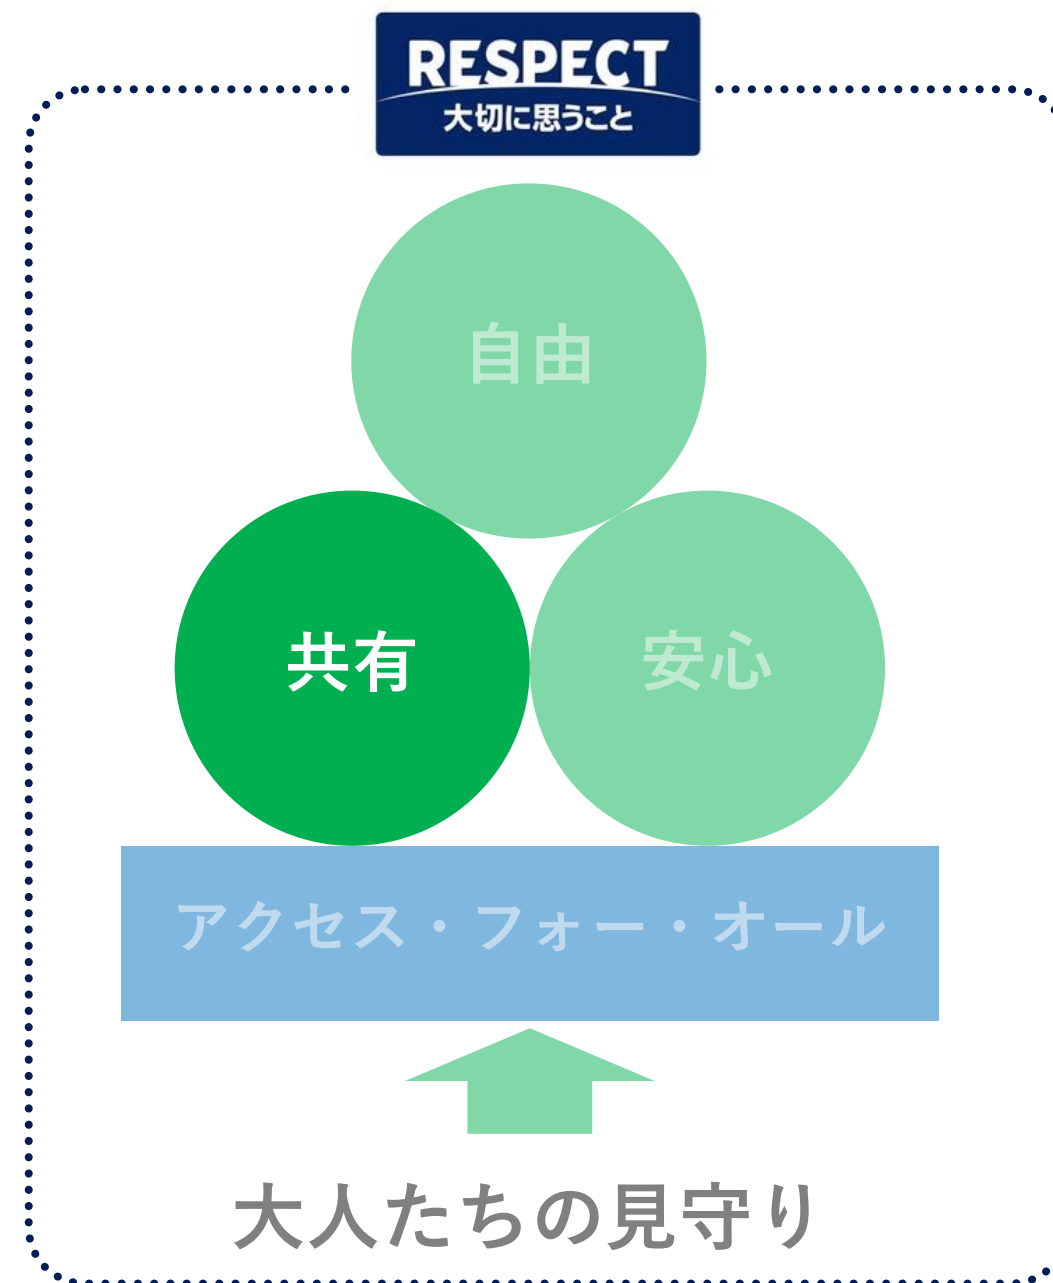 RESPECT
大切に思うこと
自由
共有
安心
アクセス・フォー・オール
大人たちの見守り